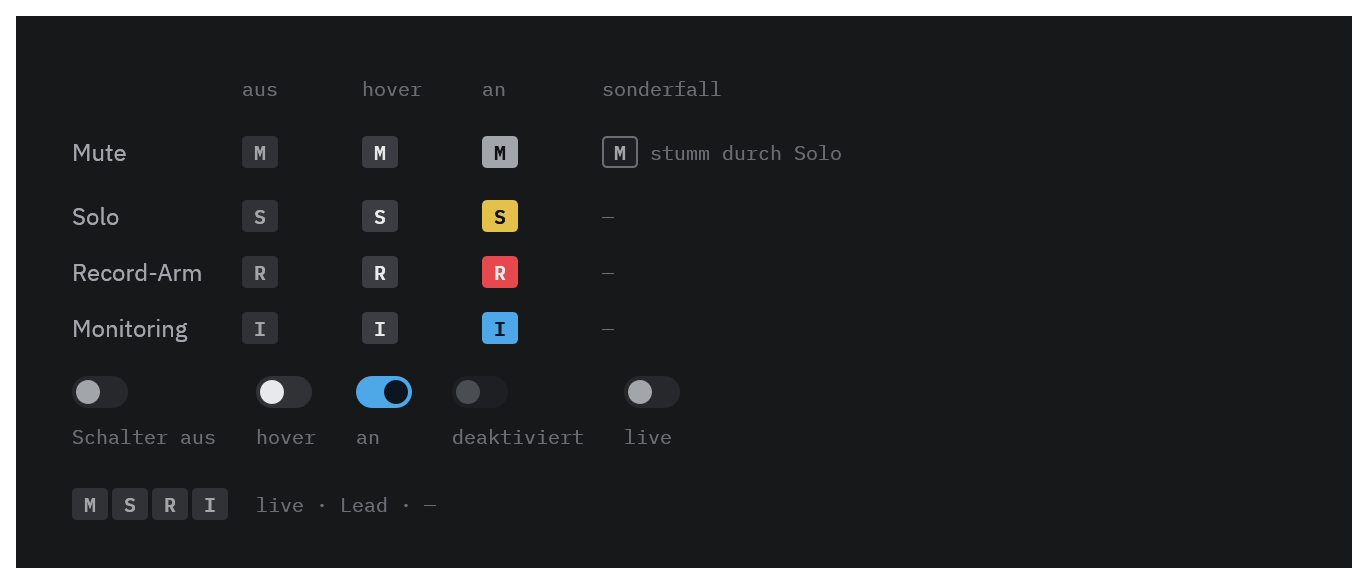 aus hover an sonderfall
Mute M M M M stumm durch Solo
Solo S S S –
Record-Arm R R R –
Monitoring I I I –
Schalter aus hover an deaktiviert live
M S R I live · Lead · –